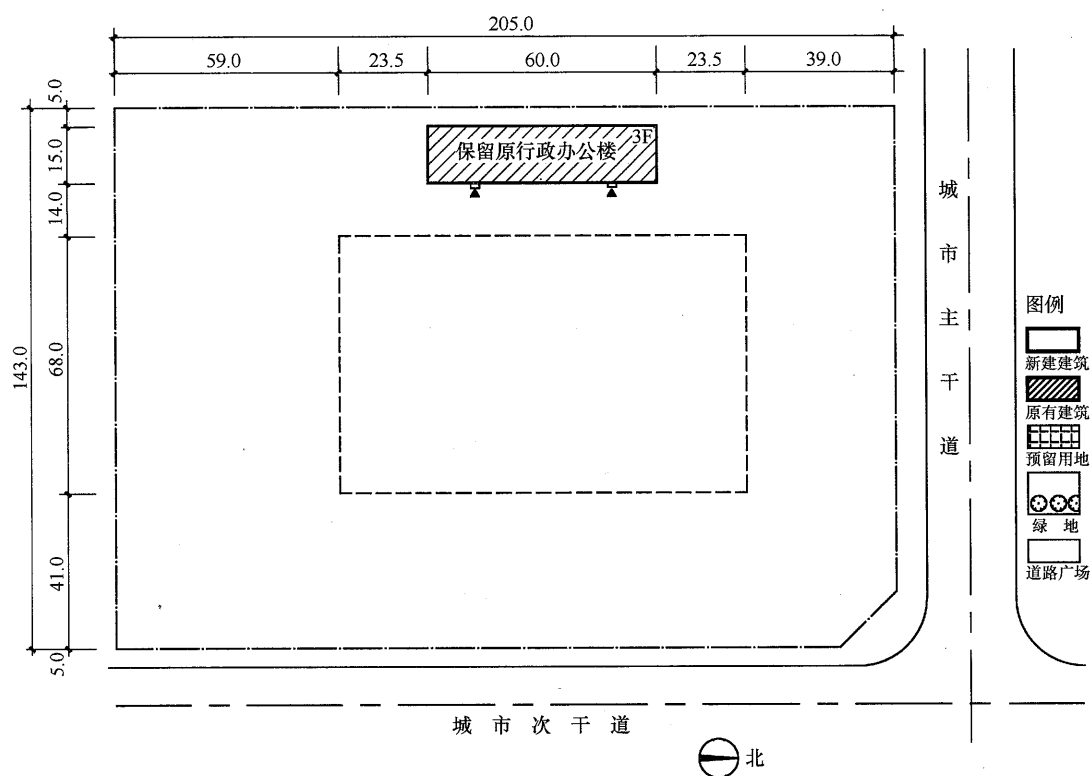 205.0
59.0
23.5
60.0
23.5
39.0
5.0
15.0
14.0
68.0
41.0
5.0
143.0
3F
保留原行政办公楼
城市主干道
图例
新建建筑
原有建筑
预留用地
绿 地
道路广场
城市次干道
北